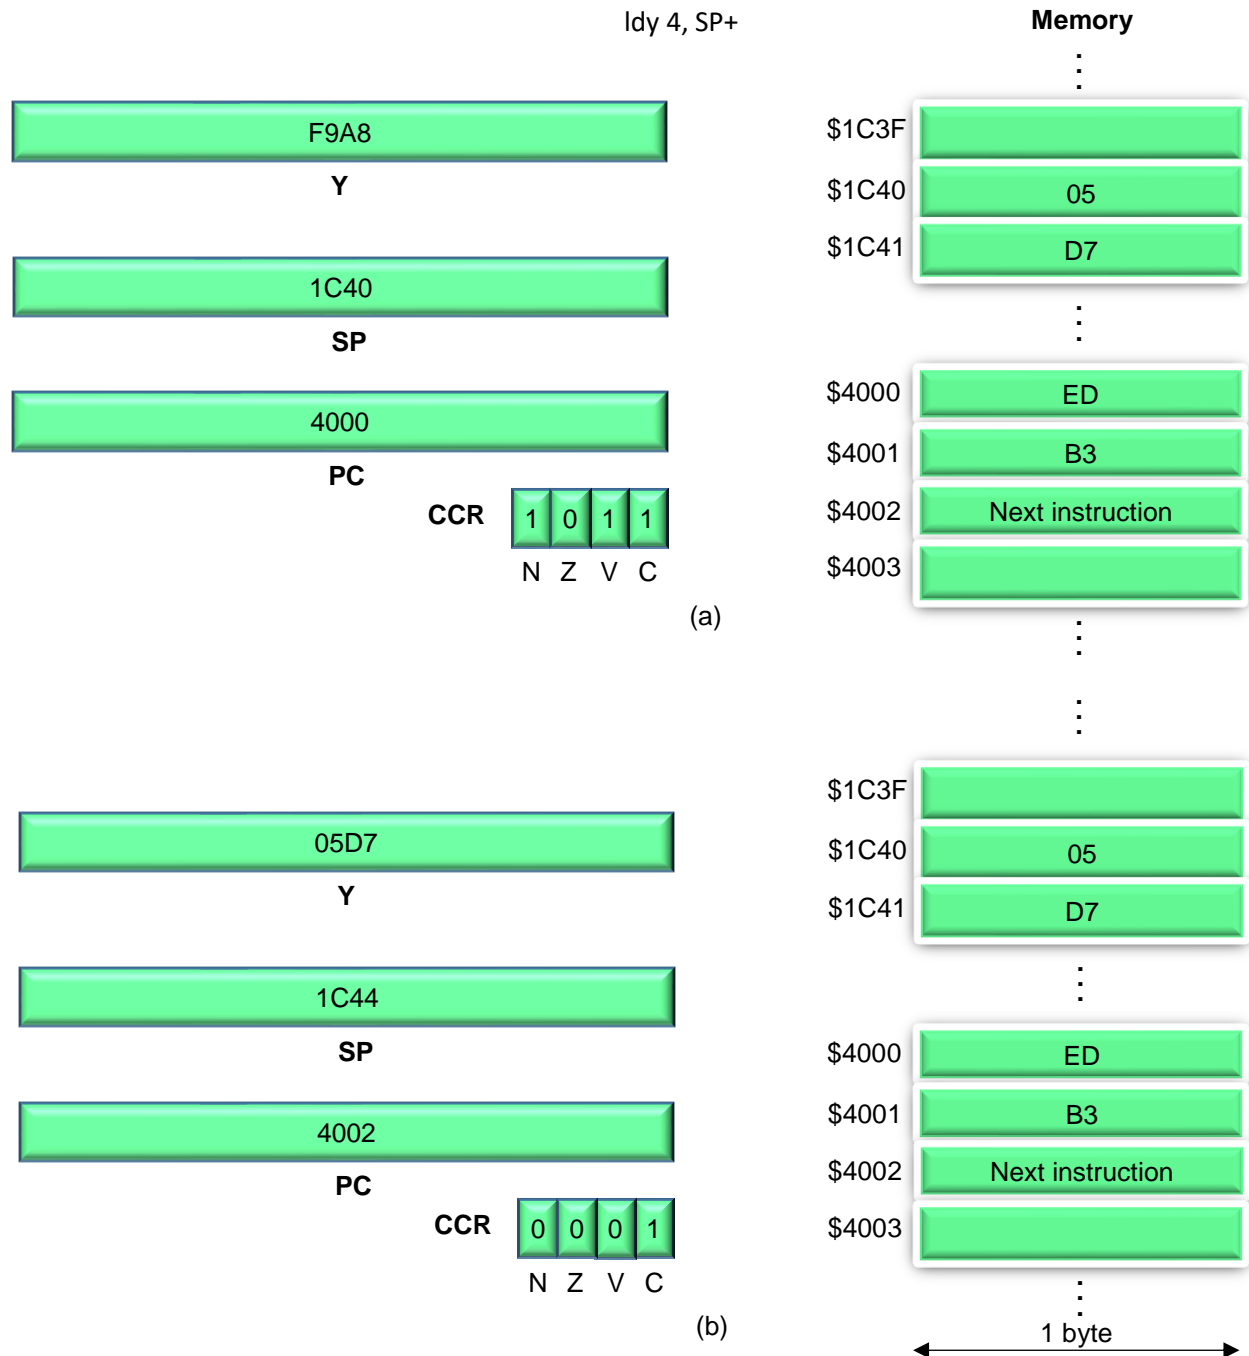 ldy 4, SP+
Memory
F9A8
Y
1C40
SP
4000
PC
CCR 1 0 1 1
N Z V C
(a)
$1C3F
$1C40 05
$1C41 D7
$4000 ED
$4001 B3
$4002 Next instruction
$4003
05D7
Y
1C44
SP
4002
PC
CCR 0 0 0 1
N Z V C
(b)
$1C3F
$1C40 05
$1C41 D7
$4000 ED
$4001 B3
$4002 Next instruction
$4003
1 byte